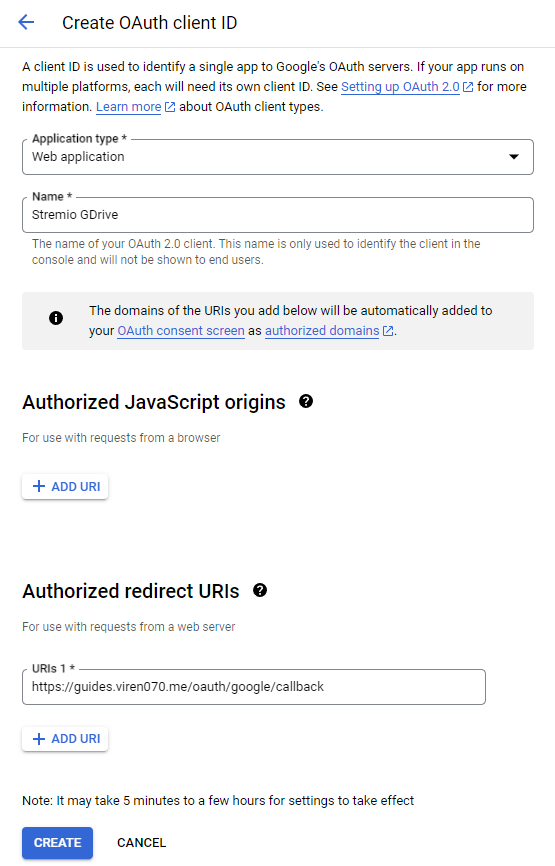 Create OAuth client ID
A client ID is used to identify a single app to Google's OAuth servers. If your app runs on
multiple platforms, each will need its own client ID. See Setting up OAuth 2.0 for more
information. Learn more about OAuth client types.
Application type *
Web application
Name *
Stremio GDrive
The name of your OAuth 2.0 client. This name is only used to identify the client in the
console and will not be shown to end users.
The domains of the URIs you add below will be automatically added to
your OAuth consent screen as authorized domains.
Authorized JavaScript origins
For use with requests from a browser
ADD URI
Authorized redirect URIs
For use with requests from a web server
URIs 1 *
https://guides.viren070.me/oauth/google/callback
ADD URI
Note: It may take 5 minutes to a few hours for settings to take effect
CREATE CANCEL